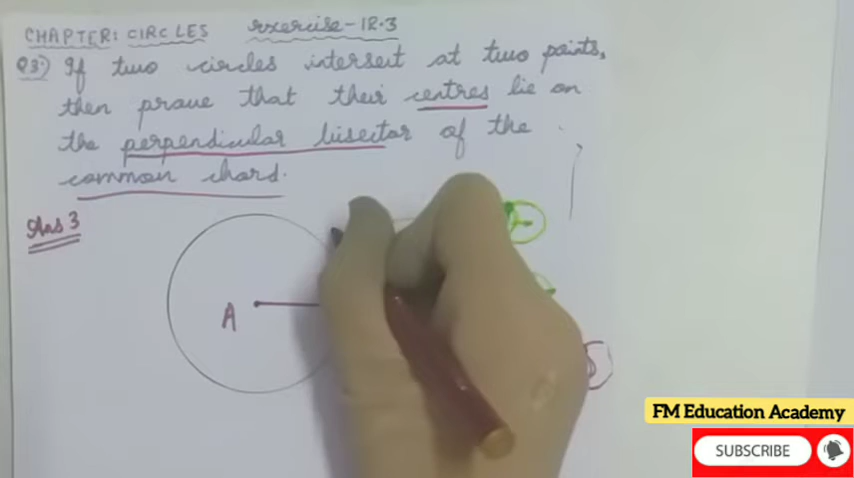 CHAPTER: CIRCLES exercise-12.3
Q3:) If two circles intersect at two points,
then prove that their centres lie on
the perpendicular bisector of the
common chord.
Ans 3
A
FM Education Academy
SUBSCRIBE